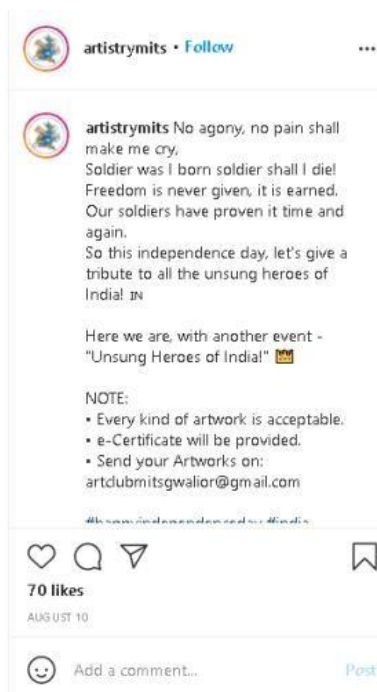 artistrymits • Follow
artistrymits No agony, no pain shall
make me cry,
Soldier was I born soldier shall I die!
Freedom is never given, it is earned.
Our soldiers have proven it time and
again.
So this independence day, let's give a
tribute to all the unsung heroes of
India! IN
Here we are, with another event -
"Unsung Heroes of India!"
NOTE:
▪ Every kind of artwork is acceptable.
▪ e-Certificate will be provided.
▪ Send your Artworks on:
artclubmitsgwalior@gmail.com
#happyindependenceday #india
70 likes
AUGUST 10
Add a comment...
Post